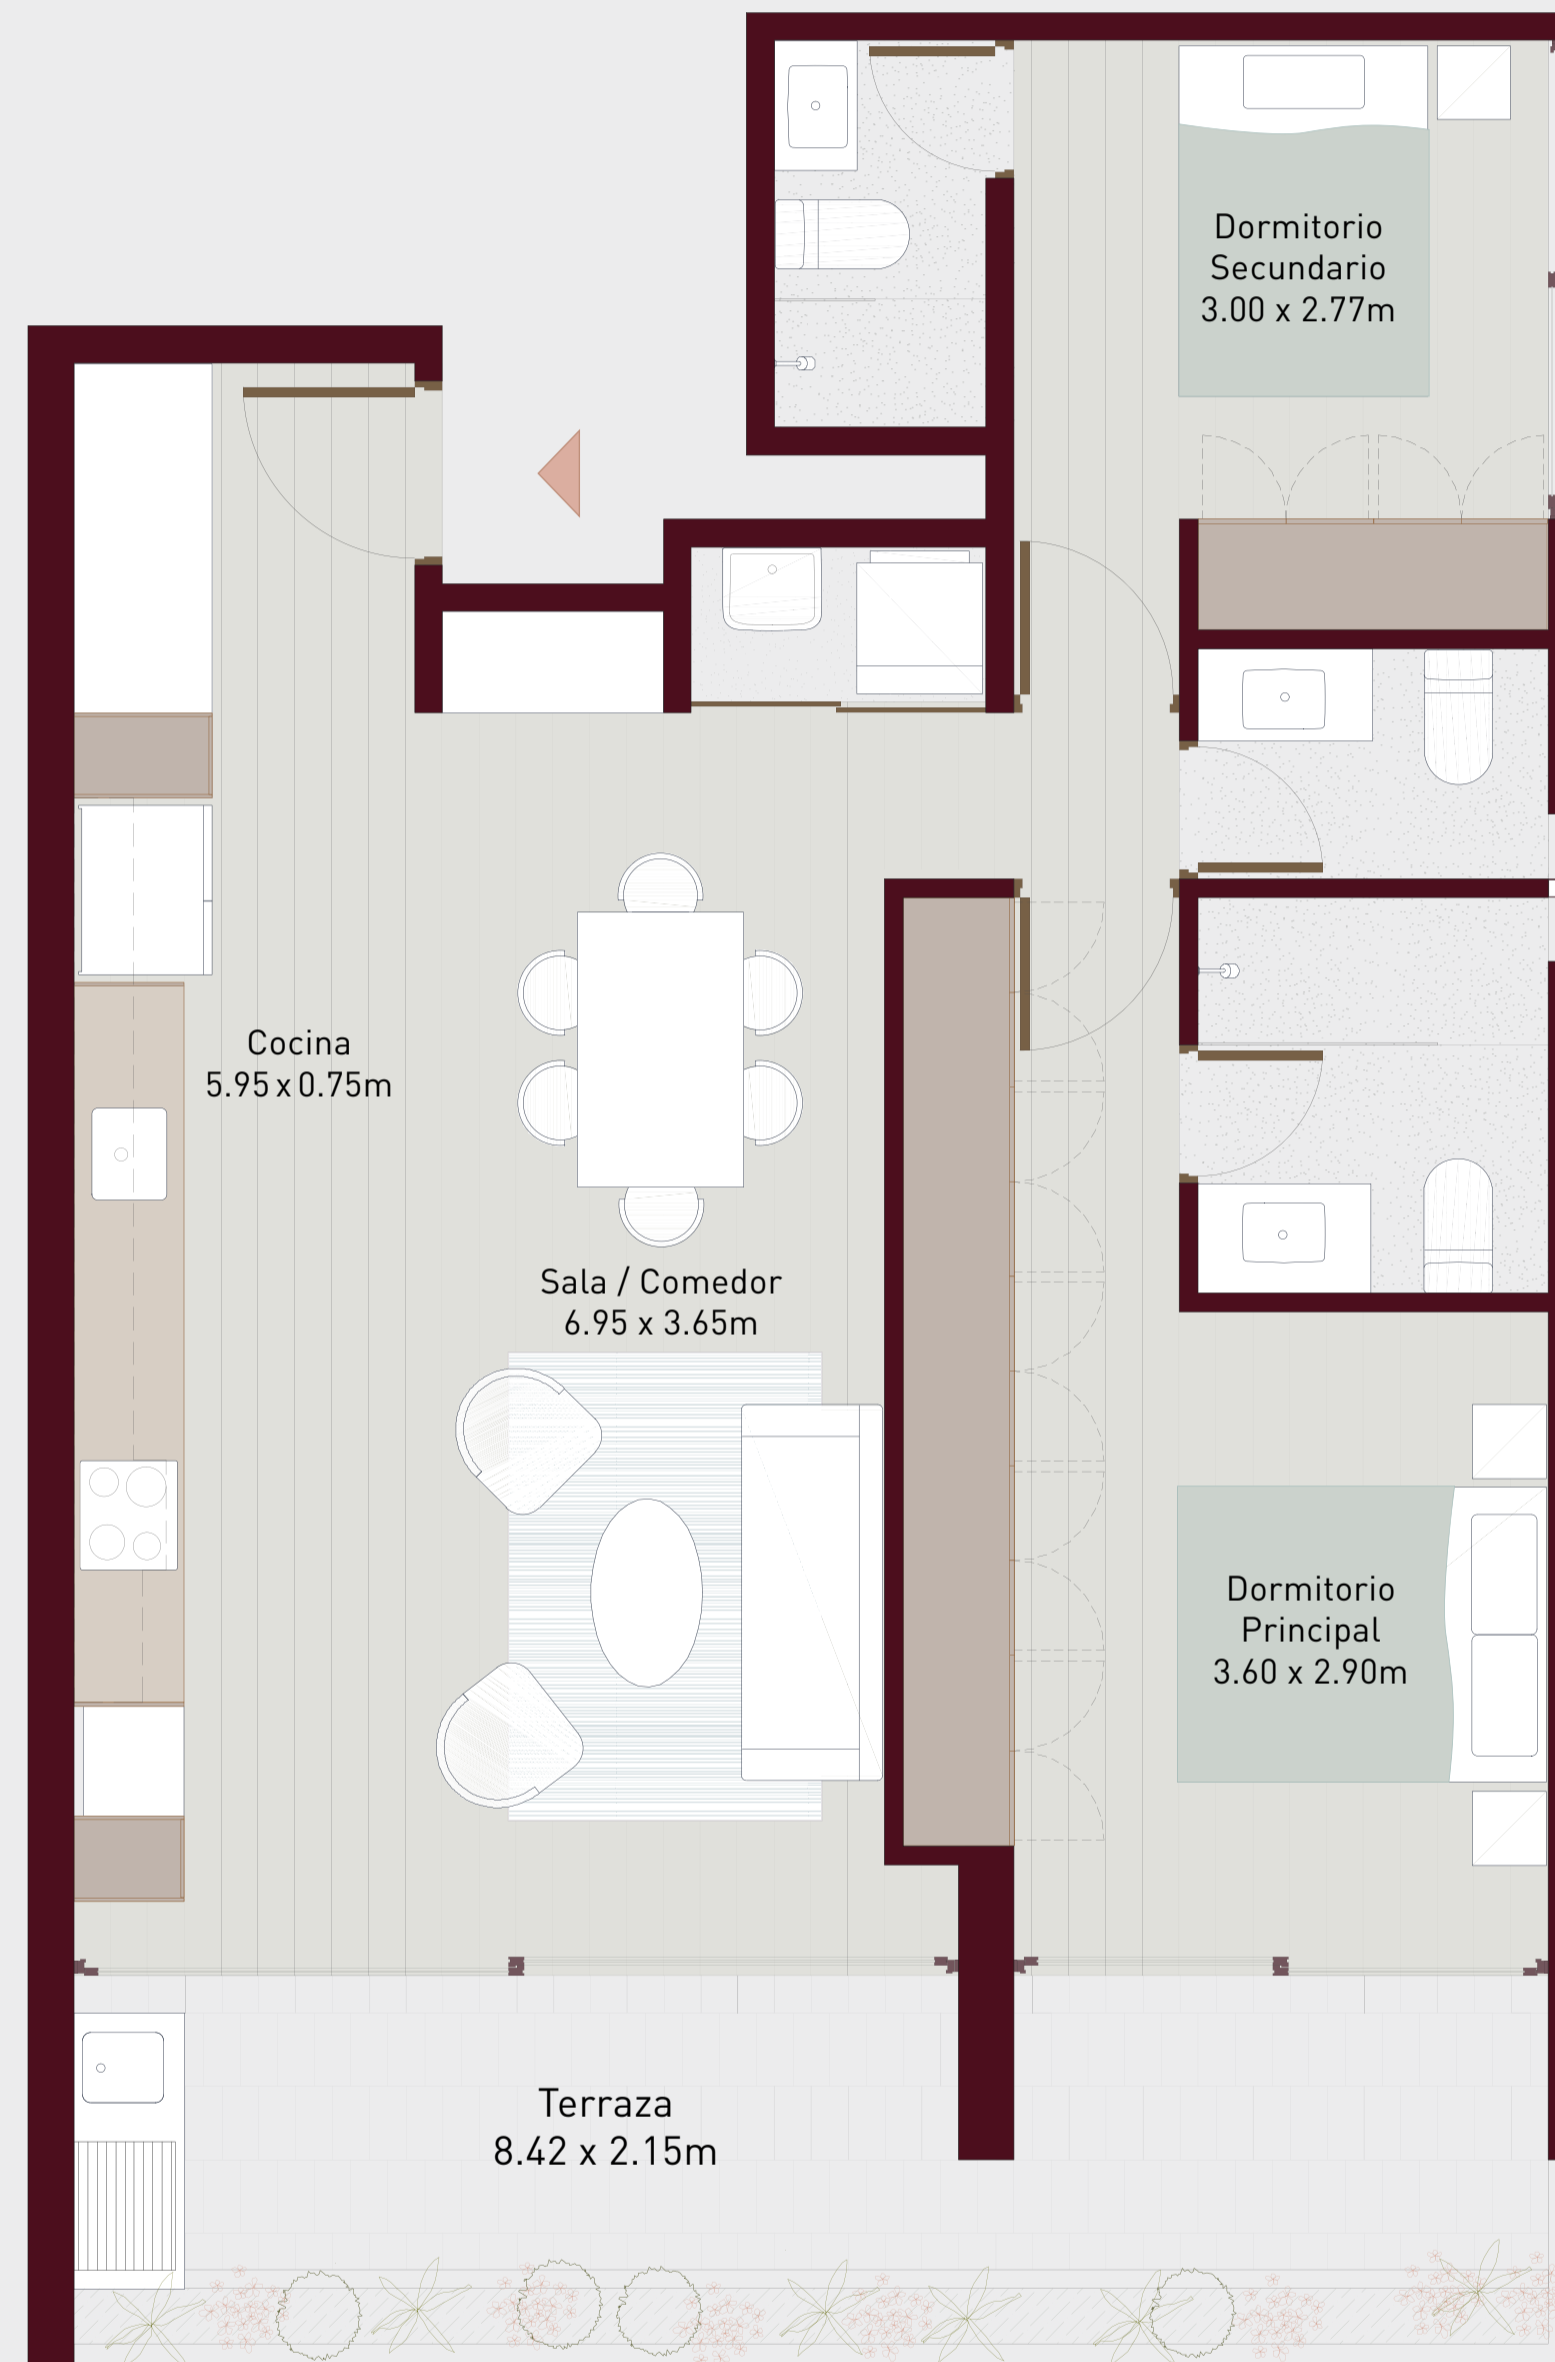 Dormitorio
Secundario
3.00 x 2.77m
Cocina
5.95 x 0.75m
Sala / Comedor
6.95 x 3.65m
Dormitorio
Principal
3.60 x 2.90m
Terraza
8.42 x 2.15m